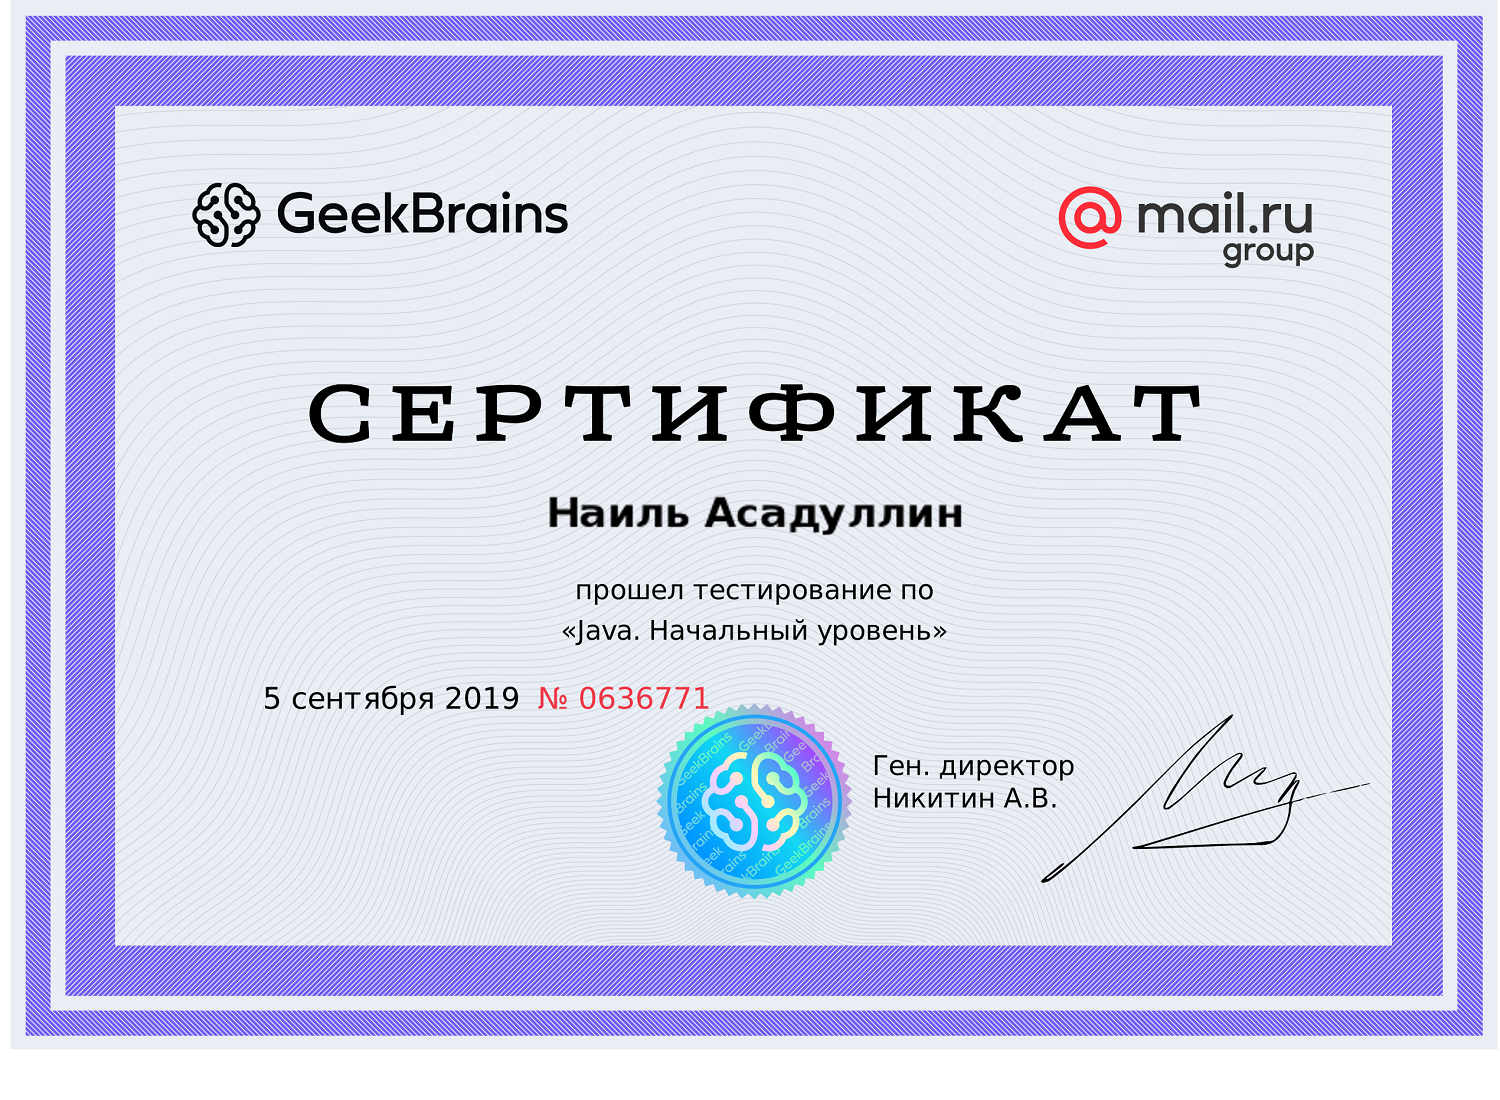 GeekBrains
@mail.ru
group
СЕРТИФИКАТ
Наиль Асадуллин
прошел тестирование по
«Java. Начальный уровень»
5 сентября 2019 № 0636771
Ген. директор
Никитин А.В.